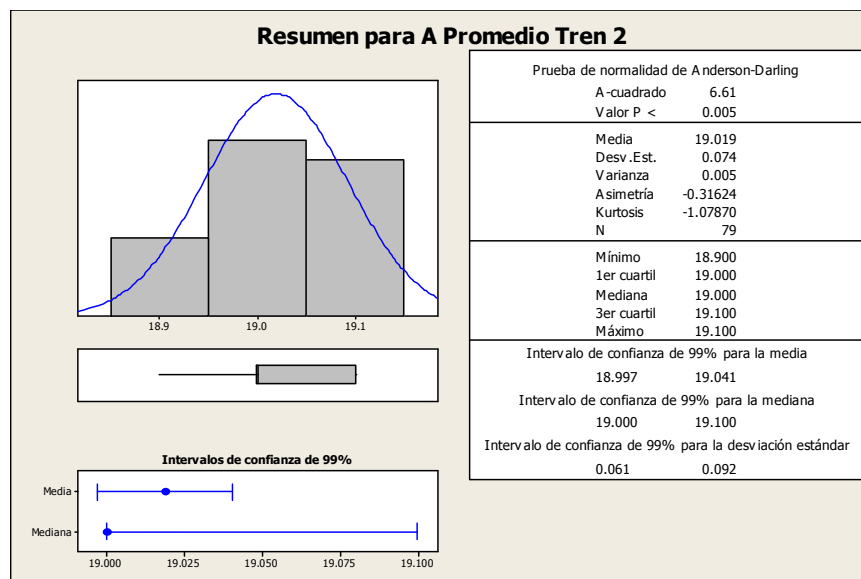 Resumen para A Promedio Tren 2
18.9 19.0 19.1
Intervalos de confianza de 99%
Media
Mediana
19.000 19.025 19.050 19.075 19.100
Prueba de normalidad de Anderson-Darling
A-cuadrado 6.61
Valor P < 0.005
Media 19.019
Desv.Est. 0.074
Varianza 0.005
Asimetría -0.31624
Kurtosis -1.07870
N 79
Mínimo 18.900
1er cuartil 19.000
Mediana 19.000
3er cuartil 19.100
Máximo 19.100
Intervalo de confianza de 99% para la media
18.997 19.041
Intervalo de confianza de 99% para la mediana
19.000 19.100
Intervalo de confianza de 99% para la desviación estándar
0.061 0.092